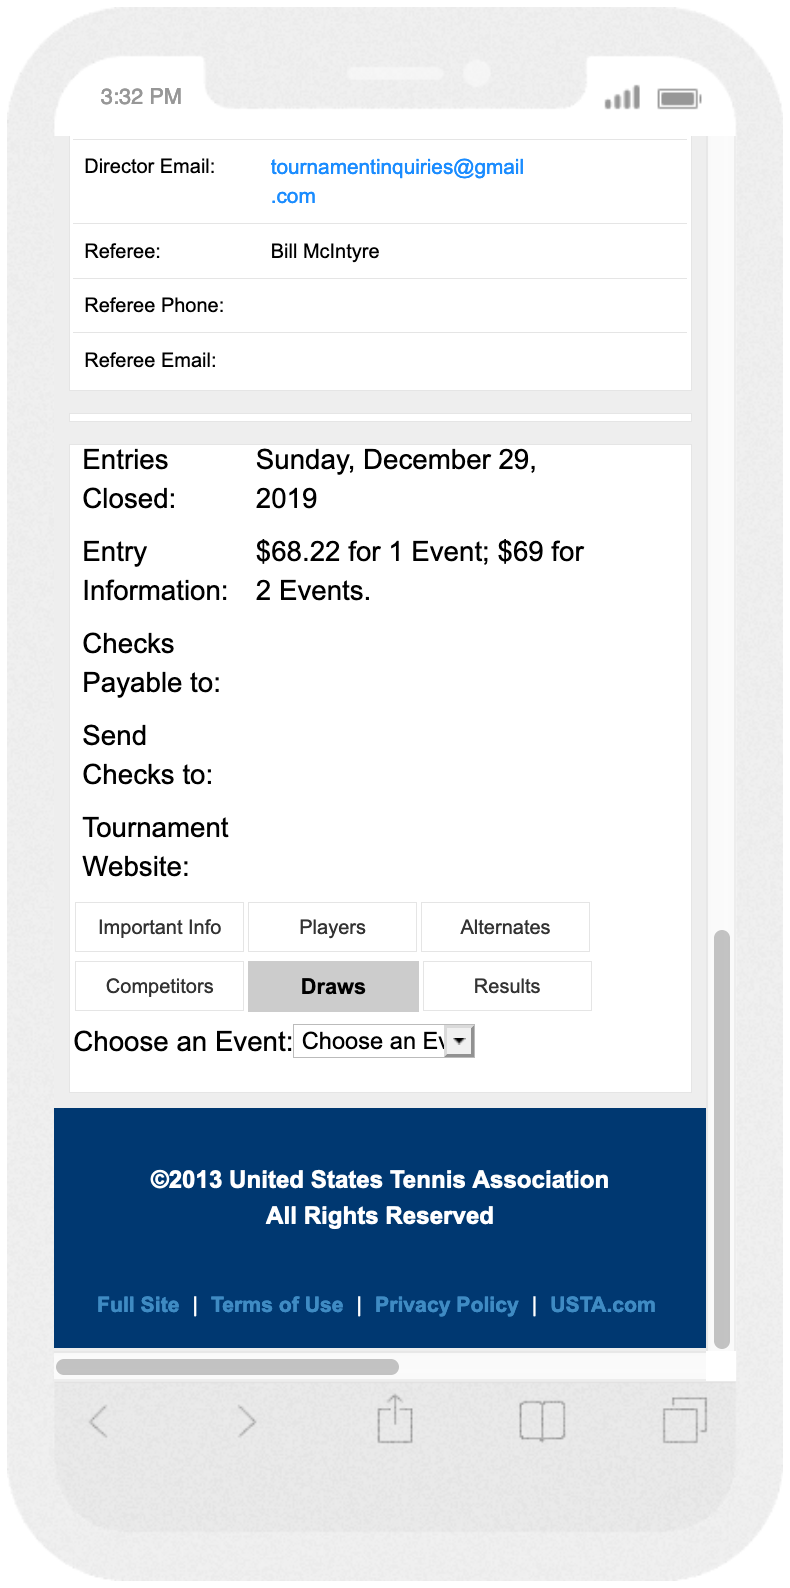 3:32 PM
Director Email: tournamentinquiries@gmail
.com
Referee: Bill McIntyre
Referee Phone:
Referee Email:
Entries Sunday, December 29,
Closed: 2019
Entry $68.22 for 1 Event; $69 for
Information: 2 Events.
Checks
Payable to:
Send
Checks to:
Tournament
Website:
Important Info Players Alternates
Competitors Draws Results
Choose an Event: Choose an Ev
©2013 United States Tennis Association
All Rights Reserved
Full Site | Terms of Use | Privacy Policy | USTA.com